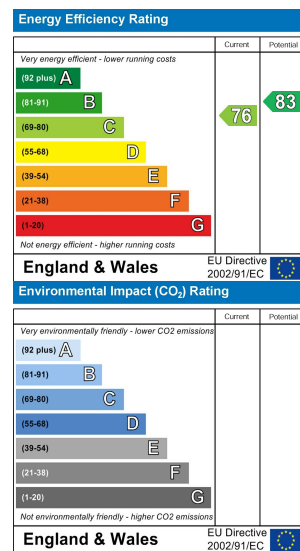 Energy Efficiency Rating
Current Potential
Very energy efficient - lower running costs
(92 plus) A
(81-91) B
(69-80) C
(55-68) D
(39-54) E
(21-38) F
(1-20) G
76
83
Not energy efficient - higher running costs
England & Wales
EU Directive
2002/91/EC
Environmental Impact (CO₂) Rating
Current Potential
Very environmentally friendly - lower CO2 emissions
(92 plus) A
(81-91) B
(69-80) C
(55-68) D
(39-54) E
(21-38) F
(1-20) G
Not environmentally friendly - higher CO2 emissions
England & Wales
EU Directive
2002/91/EC